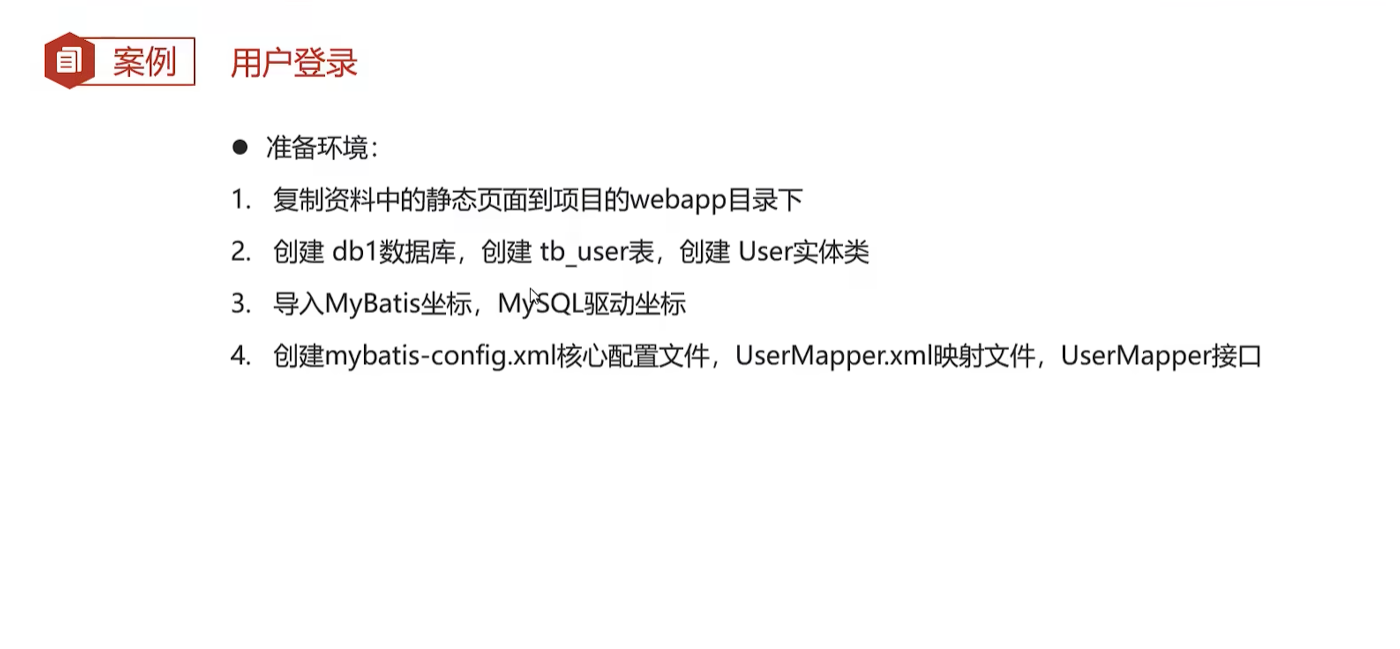 案例 用户登录
● 准备环境：
1. 复制资料中的静态页面到项目的webapp目录下
2. 创建 db1数据库，创建 tb_user表，创建 User实体类
3. 导入MyBatis坐标，MySQL驱动坐标
4. 创建mybatis-config.xml核心配置文件，UserMapper.xml映射文件，UserMapper接口